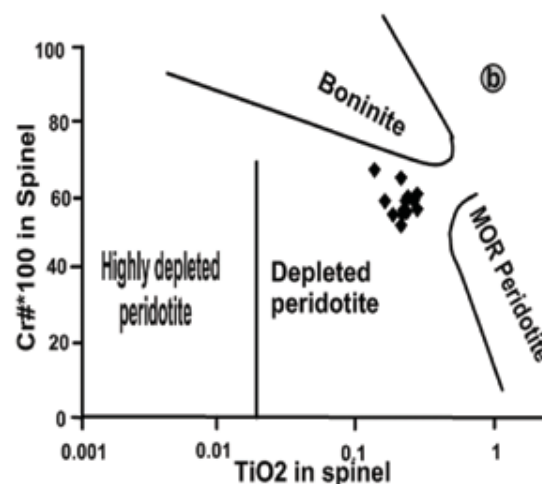 100
80
60
40
20
0
Cr#*100 in Spinel
Boninite
b
MOR Peridotite
Highly depleted
peridotite
Depleted
peridotite
0.001
0.01
0.1
1
TiO2 in spinel